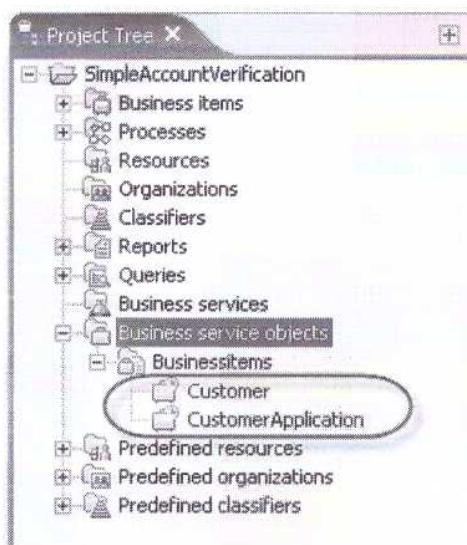 Project Tree
SimpleAccountVerification
Business items
Processes
Resources
Organizations
Classifiers
Reports
Queries
Business services
Business service objects
Businessitems
Customer
CustomerApplication
Predefined resources
Predefined organizations
Predefined classifiers